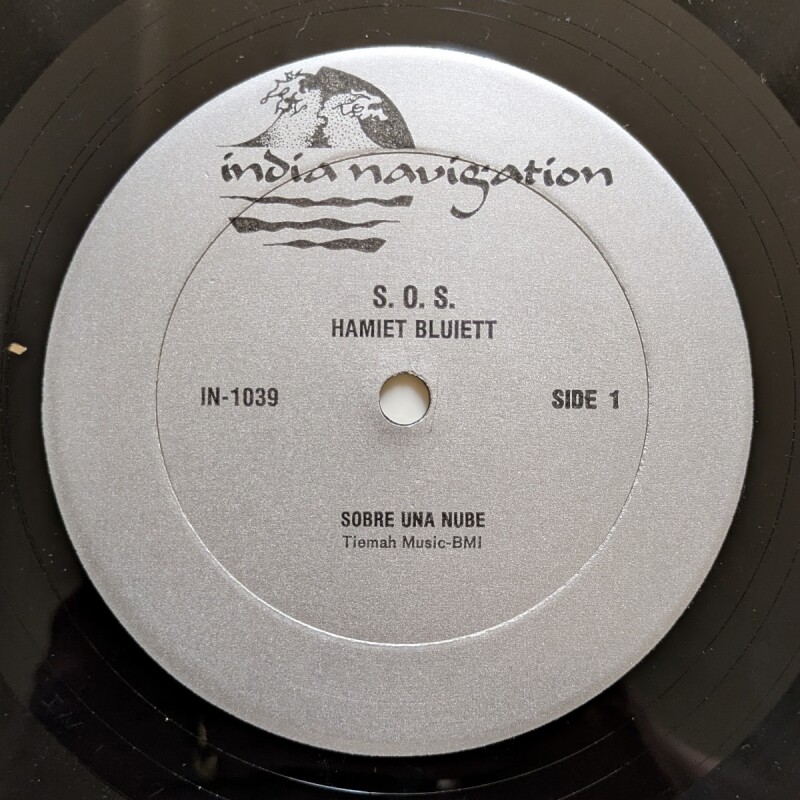 india navigation
S. O. S.
HAMIET BLUIETT
IN-1039
SIDE 1
SOBRE UNA NUBE
Tiemah Music-BMI